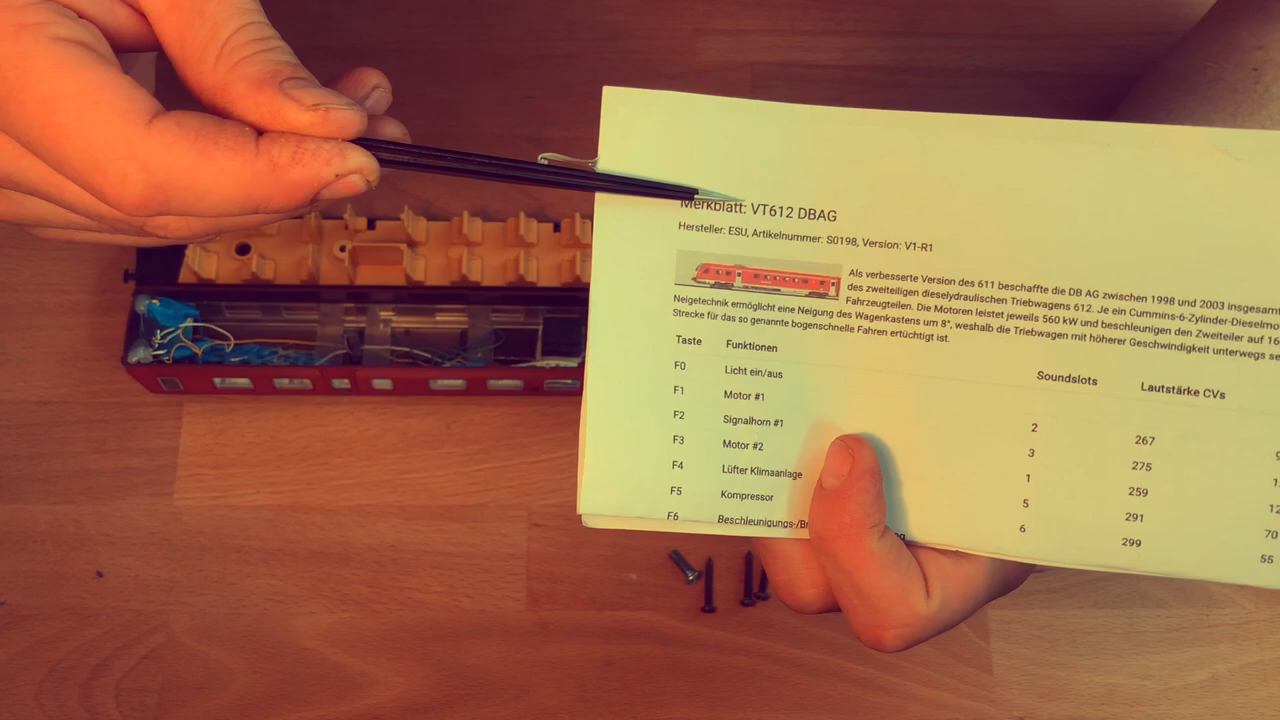 Merkblatt: VT612 DBAG
Hersteller: ESU, Artikelnummer: S0198, Version: V1-R1
Als verbesserte Version des 611 beschaffte die DB AG zwischen 1998 und 2003 insgesamt
des zweiteiligen dieselydraulischen Triebwagens 612. Je ein Cummins-6-Zylinder-Dieselmo
Fahrzeugteilen. Die Motoren leistet jeweils 560 kW und beschleunigen den Zweiteiler auf 16
Neigetechnik ermöglicht eine Neigung des Wagenkastens um 8°, weshalb die Triebwagen mit höherer Geschwindigkeit unterwegs se
Strecke für das so genannte bogenschnelle Fahren ertüchtigt ist.
Taste Funktionen Soundslots Lautstärke CVs
F0 Licht ein/aus
F1 Motor #1 2 267
F2 Signalhorn #1 3 275
F3 Motor #2 1 259
F4 Lüfter Klimaanlage 5 291 70
F5 Kompressor 6 299 55
F6 Beschleunigungs-/Br